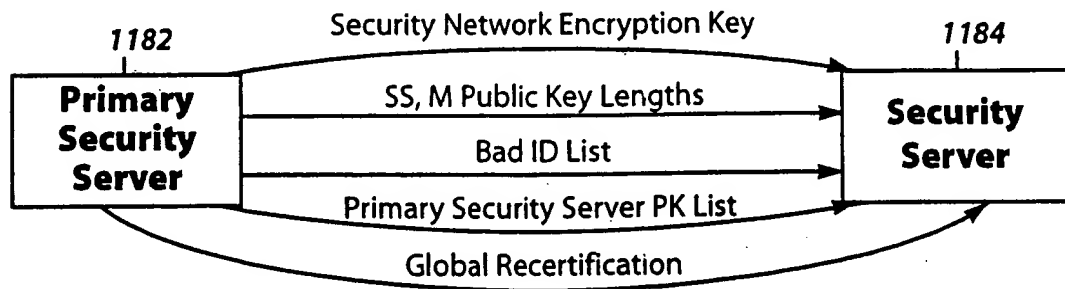 1182
Security Network Encryption Key
1184
Primary
Security
Server
SS, M Public Key Lengths
Bad ID List
Primary Security Server PK List
Global Recertification
Security
Server